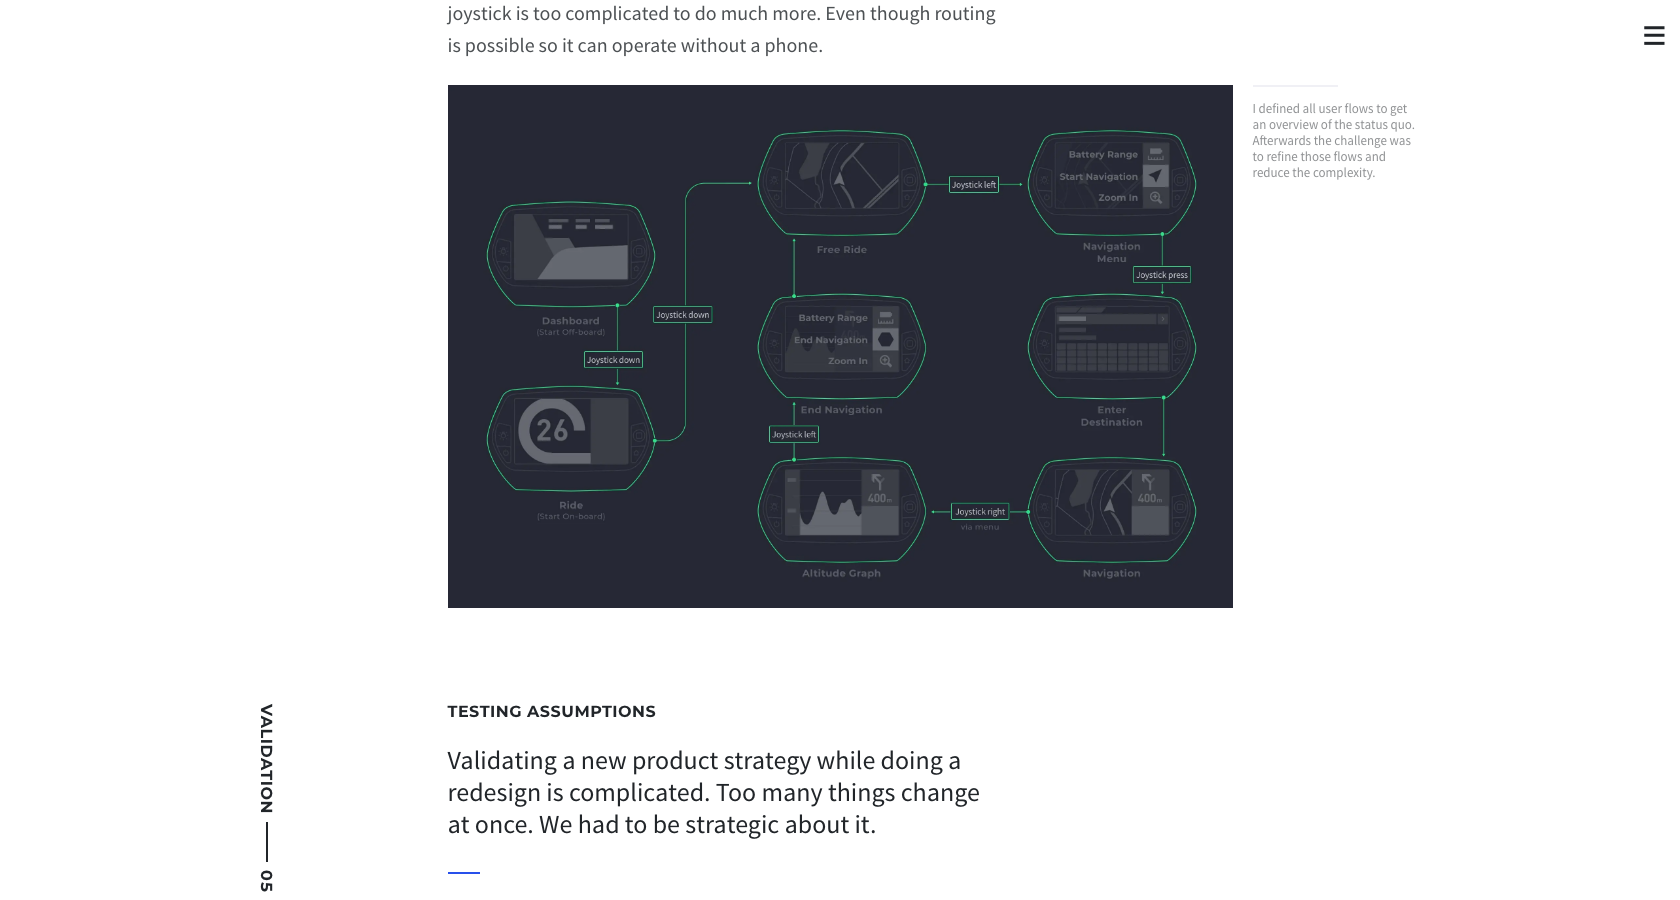 joystick is too complicated to do much more. Even though routing
is possible so it can operate without a phone.
I defined all user flows to get
an overview of the status quo.
Afterwards the challenge was
to refine those flows and
reduce the complexity.
Battery Range
Start Navigation
Zoom In
Joystick left
Free Ride
Navigation
Menu
Joystick press
Dashboard
(Start Off-board)
Joystick down
Joystick down
Battery Range
End Navigation
Zoom In
End Navigation
Enter
Destination
26
Joystick left
Ride
(Start On-board)
400m
Joystick right
via menu
400m
Altitude Graph
Navigation
VALIDATION
05
TESTING ASSUMPTIONS
Validating a new product strategy while doing a
redesign is complicated. Too many things change
at once. We had to be strategic about it.